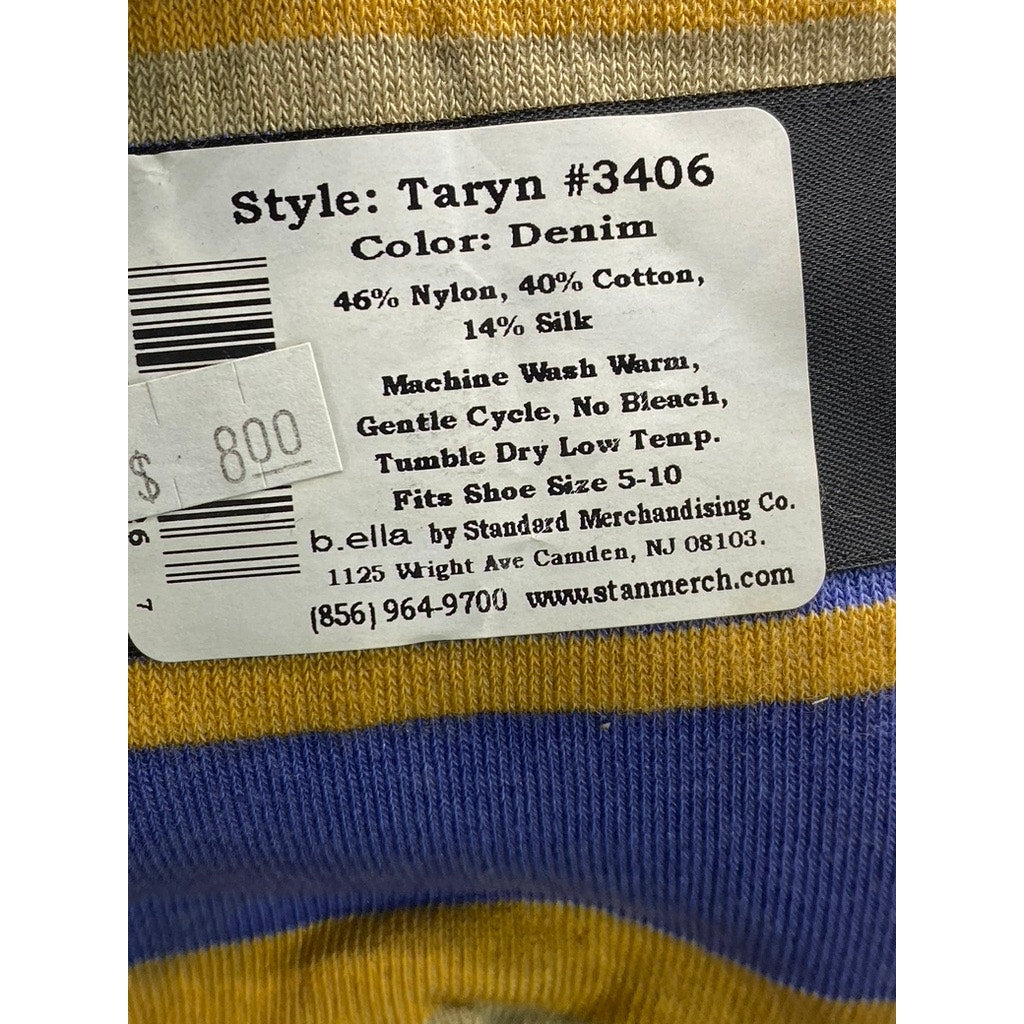 Style: Taryn #3406
Color: Denim
46% Nylon, 40% Cotton,
14% Silk
Machine Wash Warm,
Gentle Cycle, No Bleach,
Tumble Dry Low Temp.
Fits Shoe Size 5-10
b.ella by Standard Merchandising Co.
1125 Wright Ave Camden, NJ 08103.
(856) 964-9700 www.stanmerch.com
$ 800
6 7